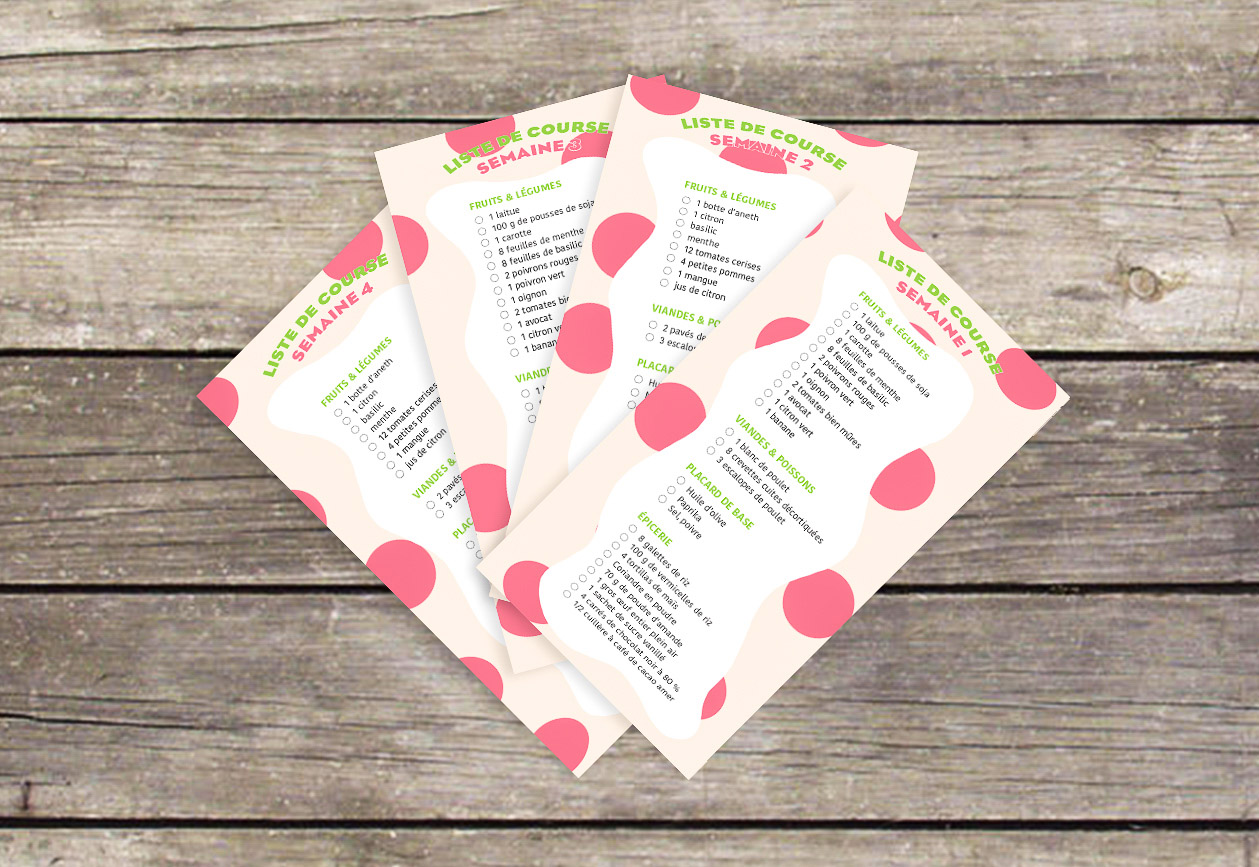 LISTE DE COURSE
SEMAINE 4
FRUITS & LÉGUMES
1 botte d'aneth
1 citron
basilic
menthe
12 tomates cerises
4 petites pommes
1 mangue
jus de citron
VIANDES &
2 pavés
3 esc
PLAC
LISTE DE COURSE
SEMAINE 3
FRUITS & LÉGUMES
1 laitue
100 g de pousses de soja
1 carotte
8 feuilles de menthe
8 feuilles de basilic
2 poivrons rouges
1 poivron vert
1 oignon
2 tomates bie
1 avocat
1 citron ve
1 banan
VIANDE
1 b
LISTE DE COURSE
SEMAINE 2
FRUITS & LÉGUMES
1 botte d'aneth
1 citron
basilic
menthe
12 tomates cerises
4 petites pommes
1 mangue
jus de citron
VIANDES & PO
2 pavés de
3 escalo
PLACAR
Hu
LISTE DE COURSE
SEMAINE 1
FRUITS & LÉGUMES
1 laitue
100 g de pousses de soja
1 carotte
8 feuilles de menthe
8 feuilles de basilic
2 poivrons rouges
1 poivron vert
1 oignon
2 tomates bien mûres
1 avocat
1 citron vert
1 banane
VIANDES & POISSONS
1 blanc de poulet
8 crevettes cuites décortiquées
3 escalopes de poulet
PLACARD DE BASE
Huile d'olive
Paprika
Sel, poivre
ÉPICERIE
8 galettes de riz
100 g de vermicelles de riz
4 tortillas de maïs
Coriandre en poudre
70 g de poudre d'amande
1 gros œuf entier plein air
1 sachet de sucre vanillé
4 carrés de chocolat noir à 80 %
1/2 cuillère à café de cacao amer